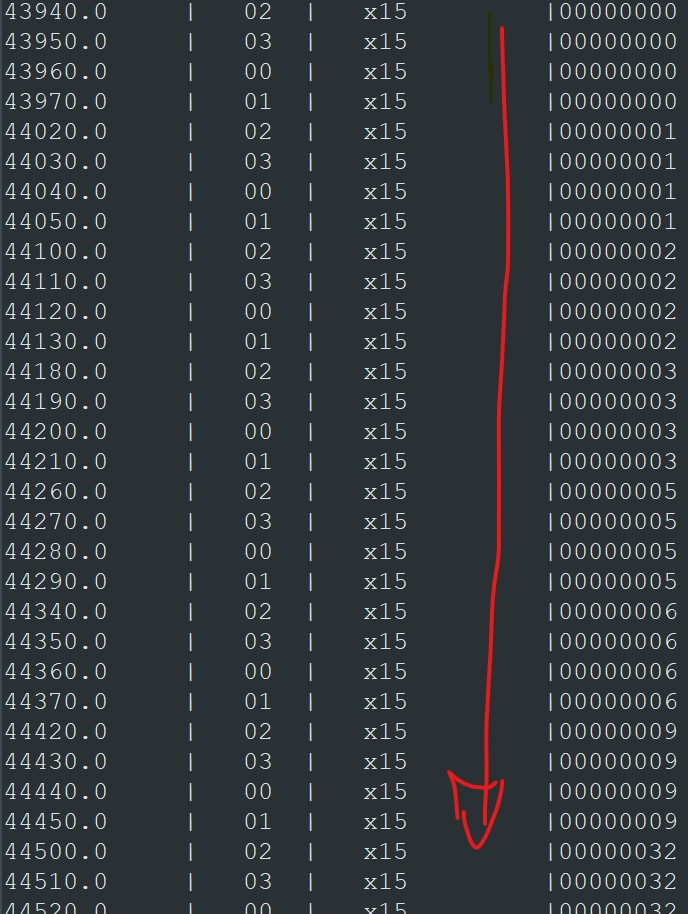 43940.0 | 02 | x15 |00000000
43950.0 | 03 | x15 |00000000
43960.0 | 00 | x15 |00000000
43970.0 | 01 | x15 |00000000
44020.0 | 02 | x15 |00000001
44030.0 | 03 | x15 |00000001
44040.0 | 00 | x15 |00000001
44050.0 | 01 | x15 |00000001
44100.0 | 02 | x15 |00000002
44110.0 | 03 | x15 |00000002
44120.0 | 00 | x15 |00000002
44130.0 | 01 | x15 |00000002
44180.0 | 02 | x15 |00000003
44190.0 | 03 | x15 |00000003
44200.0 | 00 | x15 |00000003
44210.0 | 01 | x15 |00000003
44260.0 | 02 | x15 |00000005
44270.0 | 03 | x15 |00000005
44280.0 | 00 | x15 |00000005
44290.0 | 01 | x15 |00000005
44340.0 | 02 | x15 |00000006
44350.0 | 03 | x15 |00000006
44360.0 | 00 | x15 |00000006
44370.0 | 01 | x15 |00000006
44420.0 | 02 | x15 |00000009
44430.0 | 03 | x15 |00000009
44440.0 | 00 | x15 |00000009
44450.0 | 01 | x15 |00000009
44500.0 | 02 | x15 |00000032
44510.0 | 03 | x15 |00000032
44520.0 | 00 | x15 |00000032